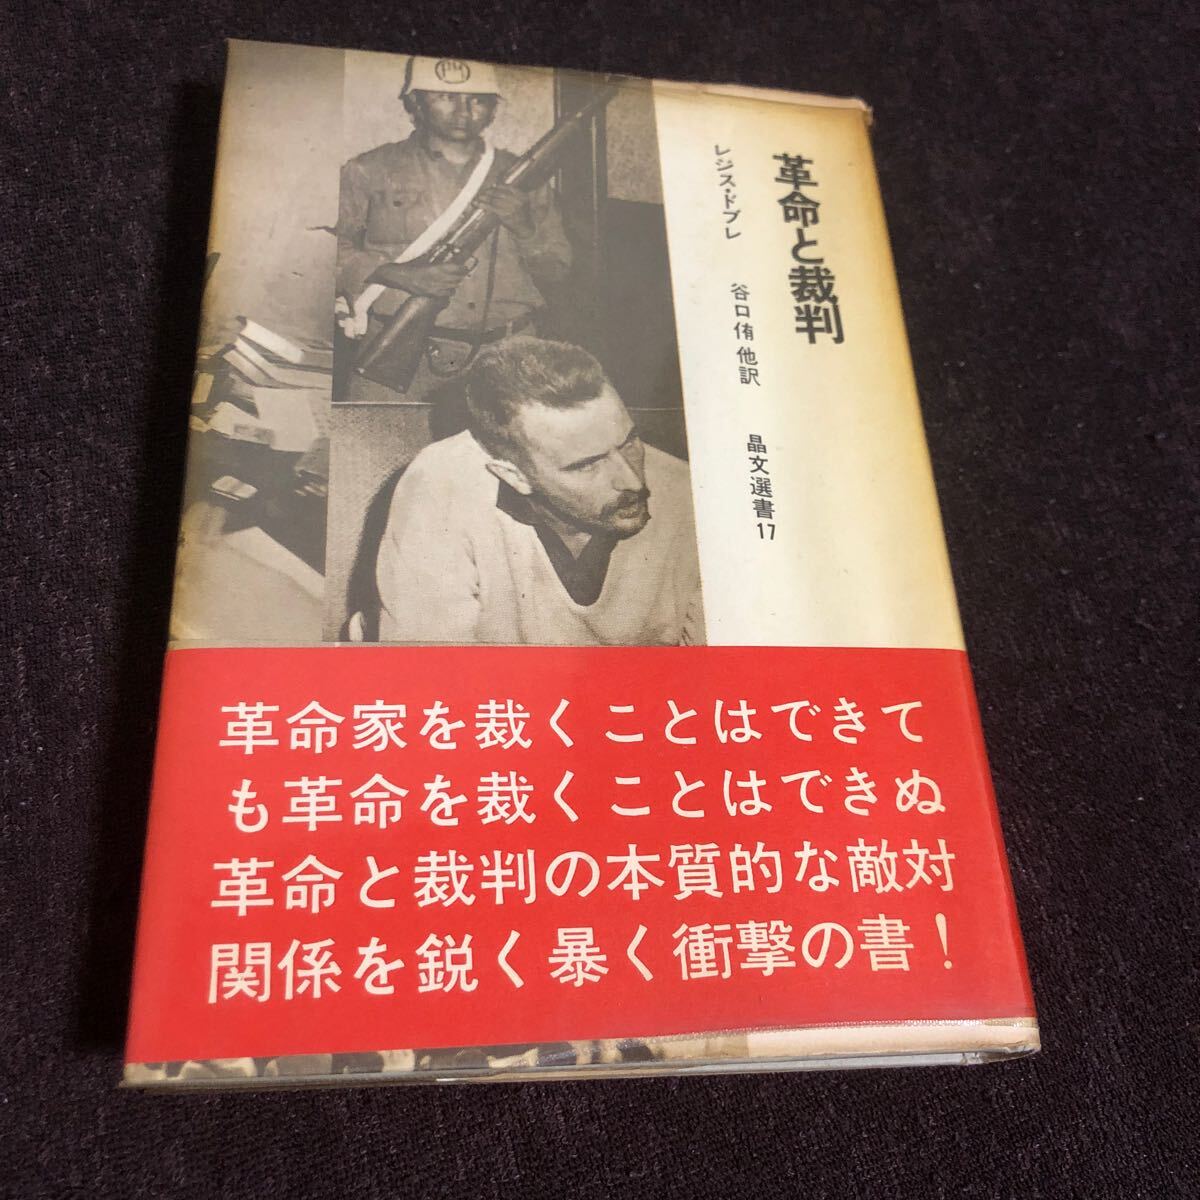 革命と裁判
レジス・ドブレ
谷口侑他訳
晶文選書17
PM
革命家を裁くことはできて
も革命を裁くことはできぬ
革命と裁判の本質的な敵対
関係を鋭く暴く衝撃の書！